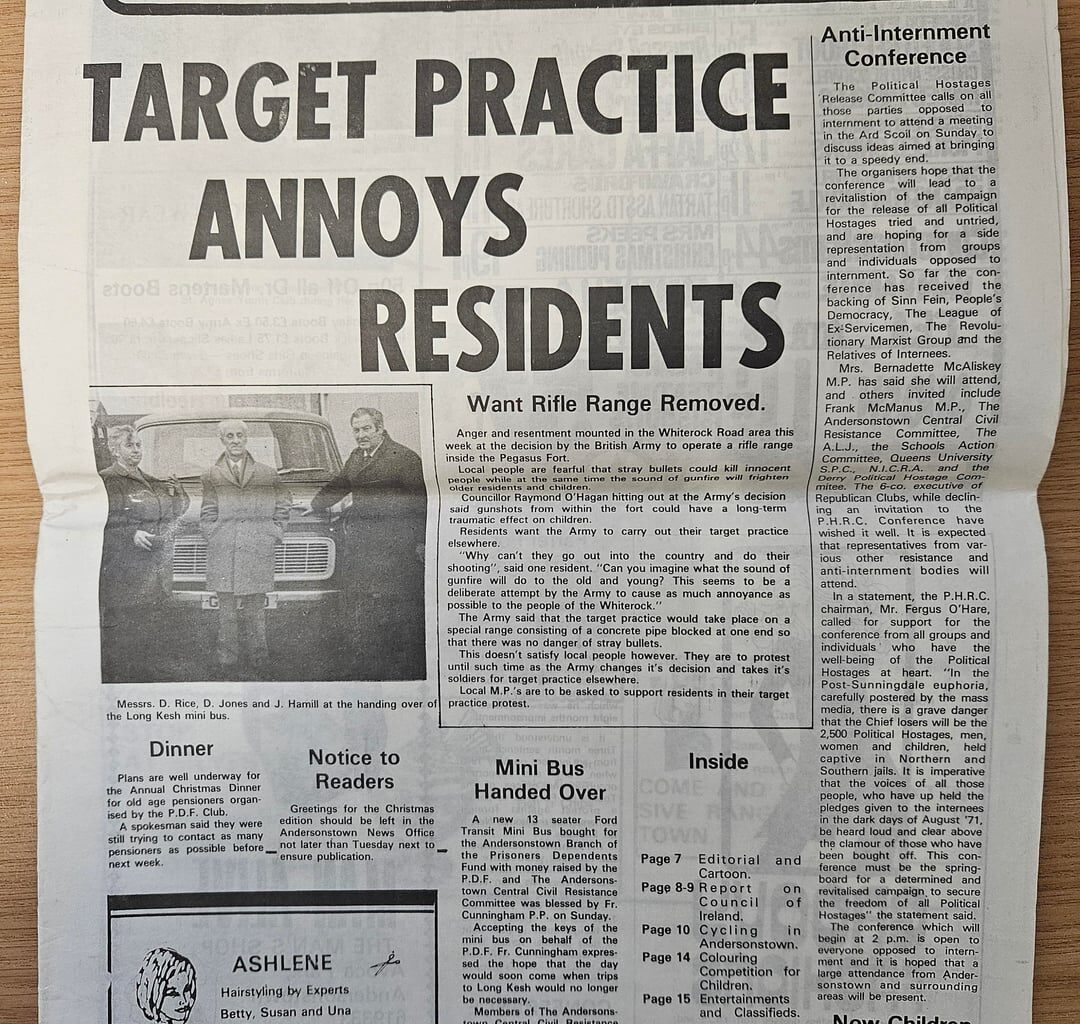 TARGET PRACTICE
ANNOYS
RESIDENTS
Want Rifle Range Removed.
Anger and resentment mounted in the Whiterock Road area this
week at the decision by the British Army to operate a rifle range
inside the Pegasus Fort.
Local people are fearful that stray bullets could kill innocent
people while at the same time the sound of gunfire will frighten
older residents and children.
Councillor Raymond O'Hagan hitting out at the Army's decision
said gunshots from within the fort could have a long-term
traumatic effect on children.
Residents want the Army to carry out their target practice
elsewhere.
"Why can't they go out into the country and do their
shooting", said one resident. "Can you imagine what the sound of
gunfire will do to the old and young? This seems to be a
deliberate attempt by the Army to cause as much annoyance as
possible to the people of the Whiterock."
The Army said that the target practice would take place on a
special range consisting of a concrete pipe blocked at one end so
that there was no danger of stray bullets.
This doesn't satisfy local people however. They are to protest
until such time as the Army changes it's decision and takes it's
soldiers for target practice elsewhere.
Local M.P.'s are to be asked to support residents in their target
practice protest.
Messrs. D. Rice, D. Jones and J. Hamill at the handing over of
the Long Kesh mini bus.
Dinner
Plans are well underway for
the Annual Christmas Dinner
for old age pensioners organ-
ised by the P.D.F. Club.
A spokesman said they were
still trying to contact as many
pensioners as possible before
next week.
Notice to
Readers
Greetings for the Christmas
edition should be left in the
Andersonstown News Office
not later than Tuesday next to
ensure publication.
ASHLENE
Hairstyling by Experts
Betty, Susan and Una
Mini Bus
Handed Over
A new 13 seater Ford
Transit Mini Bus bought for
the Andersonstown Branch of
the Prisoners Dependents
Fund with money raised by the
P.D.F. and The Andersons-
town Central Civil Resistance
Committee was blessed by Fr.
Cunningham P.P. on Sunday.
Accepting the keys of the
mini bus on behalf of the
P.D.F. Fr. Cunningham expres-
sed the hope that the day
would soon come when trips
to Long Kesh would no longer
be necessary.
Members of The Andersons-
town Central Civil Resistance
Inside
Page 7 Editorial and
Cartoon.
Page 8-9 Report on
Council of
Ireland.
Page 10 Cycling in
Andersonstown.
Page 14 Colouring
Competition for
Children.
Page 15 Entertainments
and Classifieds.
Anti-Internment
Conference
The Political Hostages
Release Committee calls on all
those parties opposed to
internment to attend a meeting
in the Ard Scoil on Sunday to
discuss ideas aimed at bringing
it to a speedy end.
The organisers hope that the
conference will lead to a
revitalistion of the campaign
for the release of all Political
Hostages tried and untried,
and are hoping for a side
representation from groups
and individuals opposed to
internment. So far the con-
ference has received the
backing of Sinn Fein, People's
Democracy, The League of
Ex-Servicemen, The Revolu-
tionary Marxist Group and the
Relatives of Internees.
Mrs. Bernadette McAliskey
M.P. has said she will attend,
and others invited include
Frank McManus M.P., The
Andersonstown Central Civil
Resistance Committee, The
A.L.J., the Schools Action
Committee, Queens University
S.P.C., N.I.C.R.A. and the
Derry Political Hostage Com-
mittee. The 6-co. executive of
Republican Clubs, while declin-
ing an invitation to the
P.H.R.C. Conference have
wished it well. It is expected
that representatives from var-
ious other resistance and
anti-internment bodies will
attend.
In a statement, the P.H.R.C.
chairman, Mr. Fergus O'Hare,
called for support for the
conference from all groups and
individuals who have the
well-being of the Political
Hostages at heart. "In the
Post-Sunningdale euphoria,
carefully postered by the mass
media, there is a grave danger
that the Chief losers will be the
2,500 Political Hostages, men,
women and children, held
captive in Northern and
Southern jails. It is imperative
that the voices of all those
people, who have up held the
pledges given to the internees
in the dark days of August '71,
be heard loud and clear above
the clamour of those who have
been bought off. This con-
ference must be the spring-
board for a determined and
revitalised campaign to secure
the freedom of all Political
Hostages" the statement said.
The conference which will
begin at 2 p.m. is open to
everyone opposed to intern-
ment and it is hoped that a
large attendance from Ander-
sonstown and surrounding
areas will be present.